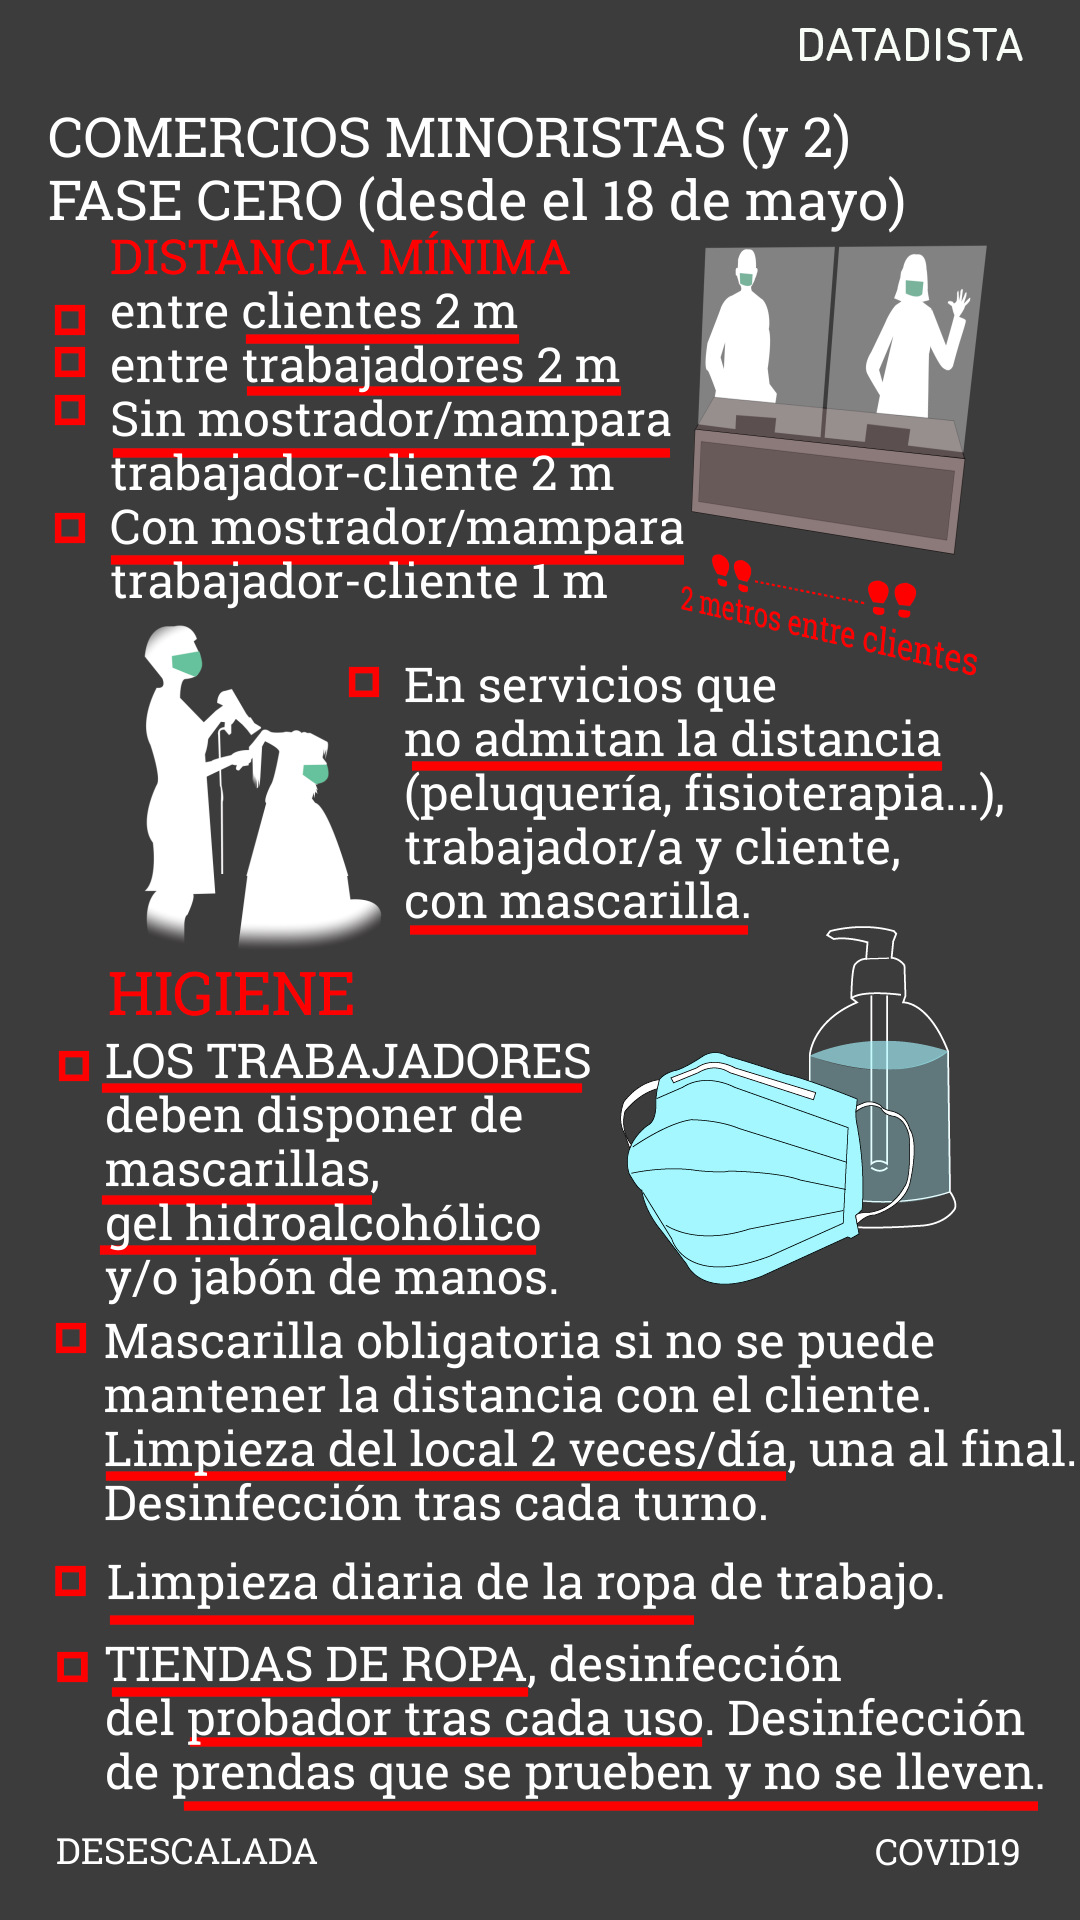 DATADISTA
COMERCIOS MINORISTAS (y 2)
FASE CERO (desde el 18 de mayo)
DISTANCIA MÍNIMA
entre clientes 2 m
entre trabajadores 2 m
Sin mostrador/mampara
trabajador-cliente 2 m
Con mostrador/mampara
trabajador-cliente 1 m
2 metros entre clientes
En servicios que
no admitan la distancia
(peluquería, fisioterapia...),
trabajador/a y cliente,
con mascarilla.
HIGIENE
LOS TRABAJADORES
deben disponer de
mascarillas,
gel hidroalcohólico
y/o jabón de manos.
Mascarilla obligatoria si no se puede
mantener la distancia con el cliente.
Limpieza del local 2 veces/día, una al final.
Desinfección tras cada turno.
Limpieza diaria de la ropa de trabajo.
TIENDAS DE ROPA, desinfección
del probador tras cada uso. Desinfección
de prendas que se prueben y no se lleven.
DESESCALADA
COVID19